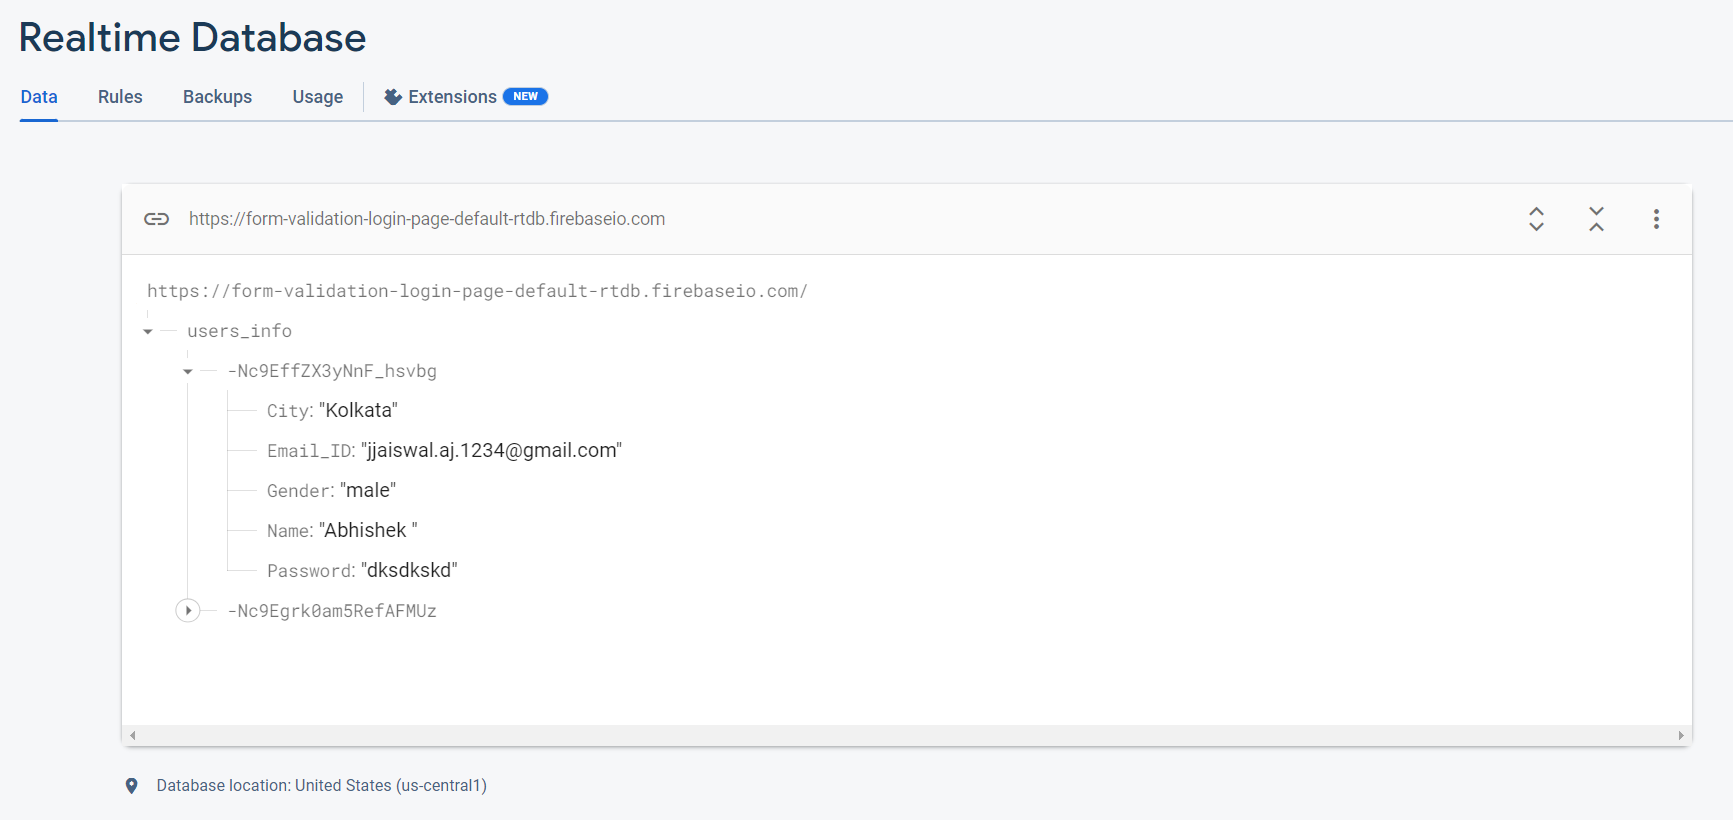 Realtime Database
Data Rules Backups Usage Extensions NEW
https://form-validation-login-page-default-rtdb.firebaseio.com
https://form-validation-login-page-default-rtdb.firebaseio.com/
users_info
-Nc9EffZX3yNnF_hsvbg
City: "Kolkata"
Email_ID: "jjaiswal.aj.1234@gmail.com"
Gender: "male"
Name: "Abhishek "
Password: "dksdkskd"
-Nc9Egrk0am5RefAFMUz
Database location: United States (us-central1)